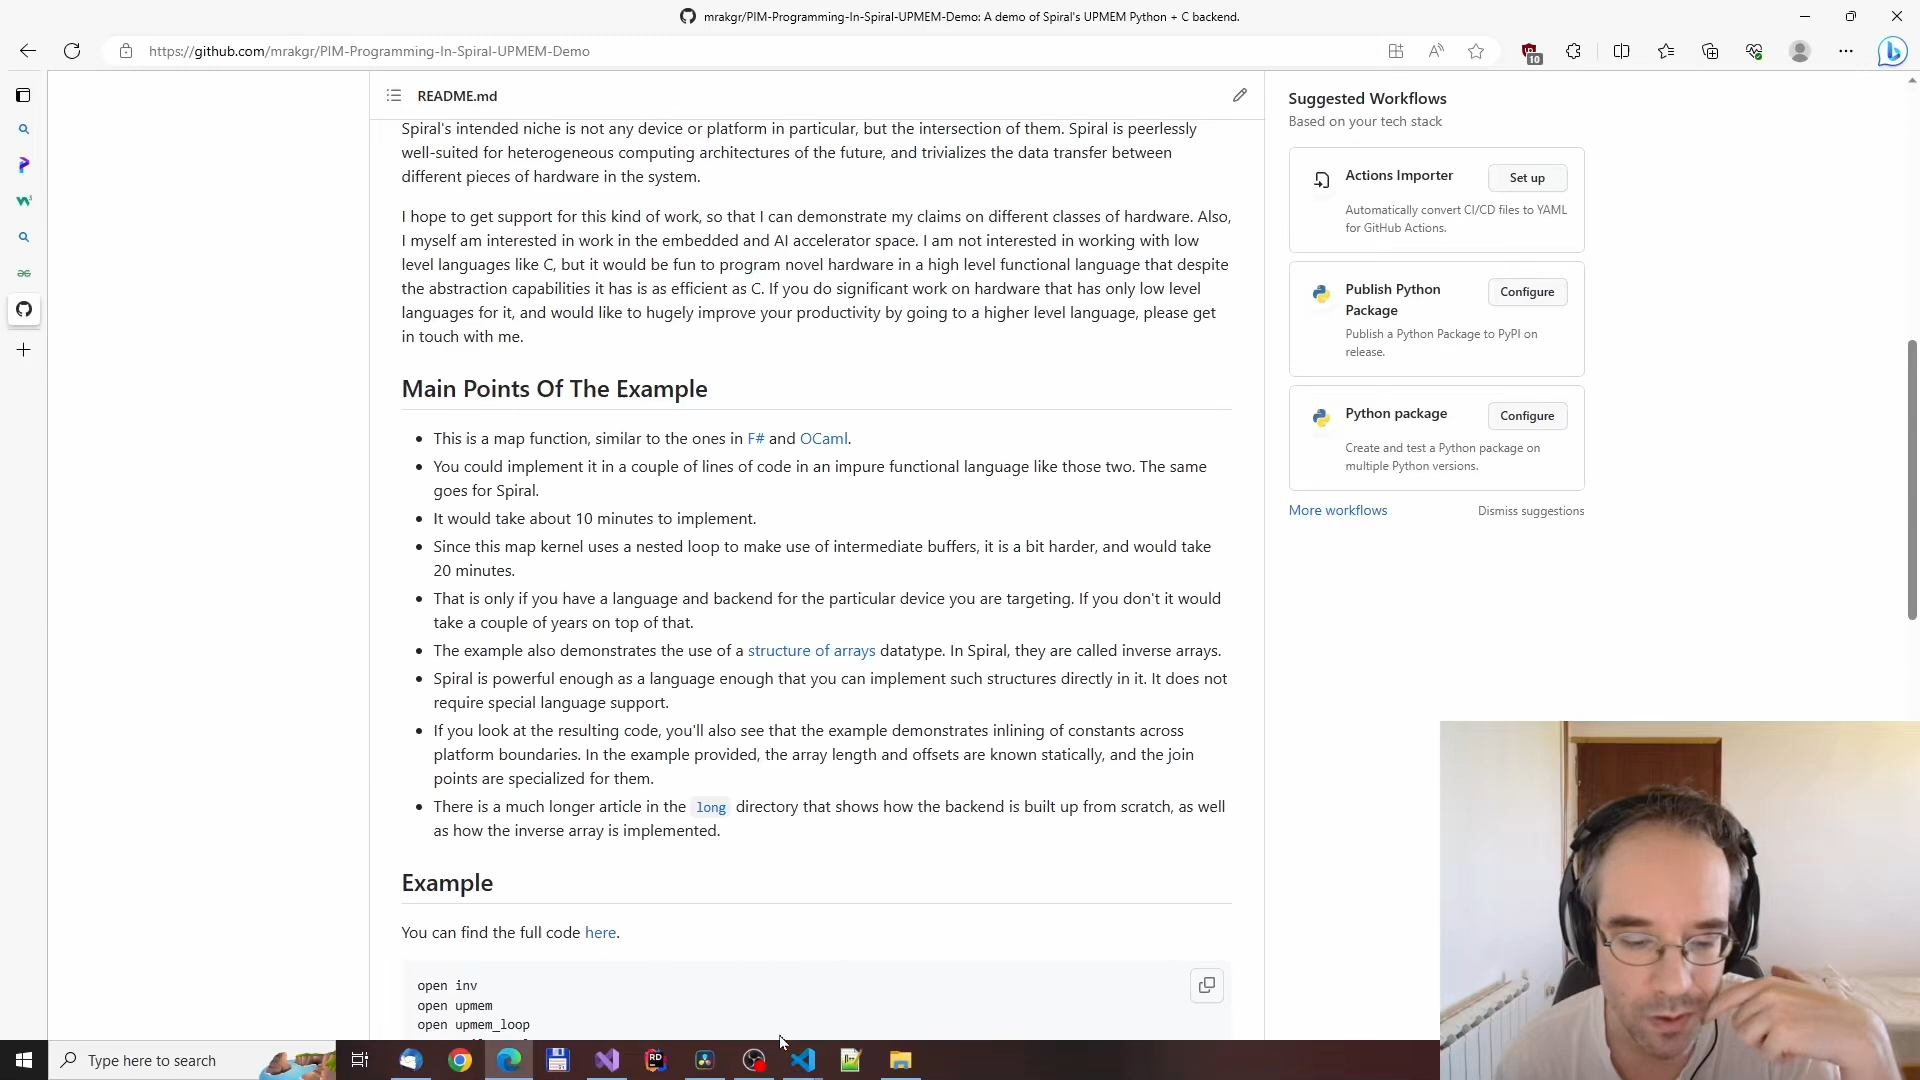 mrakgr/PIM-Programming-In-Spiral-UPMEM-Demo: A demo of Spiral's UPMEM Python + C backend.
https://github.com/mrakgr/PIM-Programming-In-Spiral-UPMEM-Demo
10
README.md
Spiral's intended niche is not any device or platform in particular, but the intersection of them. Spiral is peerlessly
well-suited for heterogeneous computing architectures of the future, and trivializes the data transfer between
different pieces of hardware in the system.
I hope to get support for this kind of work, so that I can demonstrate my claims on different classes of hardware. Also,
I myself am interested in work in the embedded and AI accelerator space. I am not interested in working with low
level languages like C, but it would be fun to program novel hardware in a high level functional language that despite
the abstraction capabilities it has is as efficient as C. If you do significant work on hardware that has only low level
languages for it, and would like to hugely improve your productivity by going to a higher level language, please get
in touch with me.
Main Points Of The Example
• This is a map function, similar to the ones in F# and OCaml.
• You could implement it in a couple of lines of code in an impure functional language like those two. The same
goes for Spiral.
• It would take about 10 minutes to implement.
• Since this map kernel uses a nested loop to make use of intermediate buffers, it is a bit harder, and would take
20 minutes.
• That is only if you have a language and backend for the particular device you are targeting. If you don't it would
take a couple of years on top of that.
• The example also demonstrates the use of a structure of arrays datatype. In Spiral, they are called inverse arrays.
• Spiral is powerful enough as a language enough that you can implement such structures directly in it. It does not
require special language support.
• If you look at the resulting code, you'll also see that the example demonstrates inlining of constants across
platform boundaries. In the example provided, the array length and offsets are known statically, and the join
points are specialized for them.
• There is a much longer article in the long directory that shows how the backend is built up from scratch, as well
as how the inverse array is implemented.
Example
You can find the full code here.
open inv
open upmem
open upmem_loop
Suggested Workflows
Based on your tech stack
Actions Importer
Set up
Automatically convert CI/CD files to YAML
for GitHub Actions.
Publish Python
Package
Configure
Publish a Python Package to PyPI on
release.
Python package
Configure
Create and test a Python package on
multiple Python versions.
More workflows
Dismiss suggestions
Type here to search